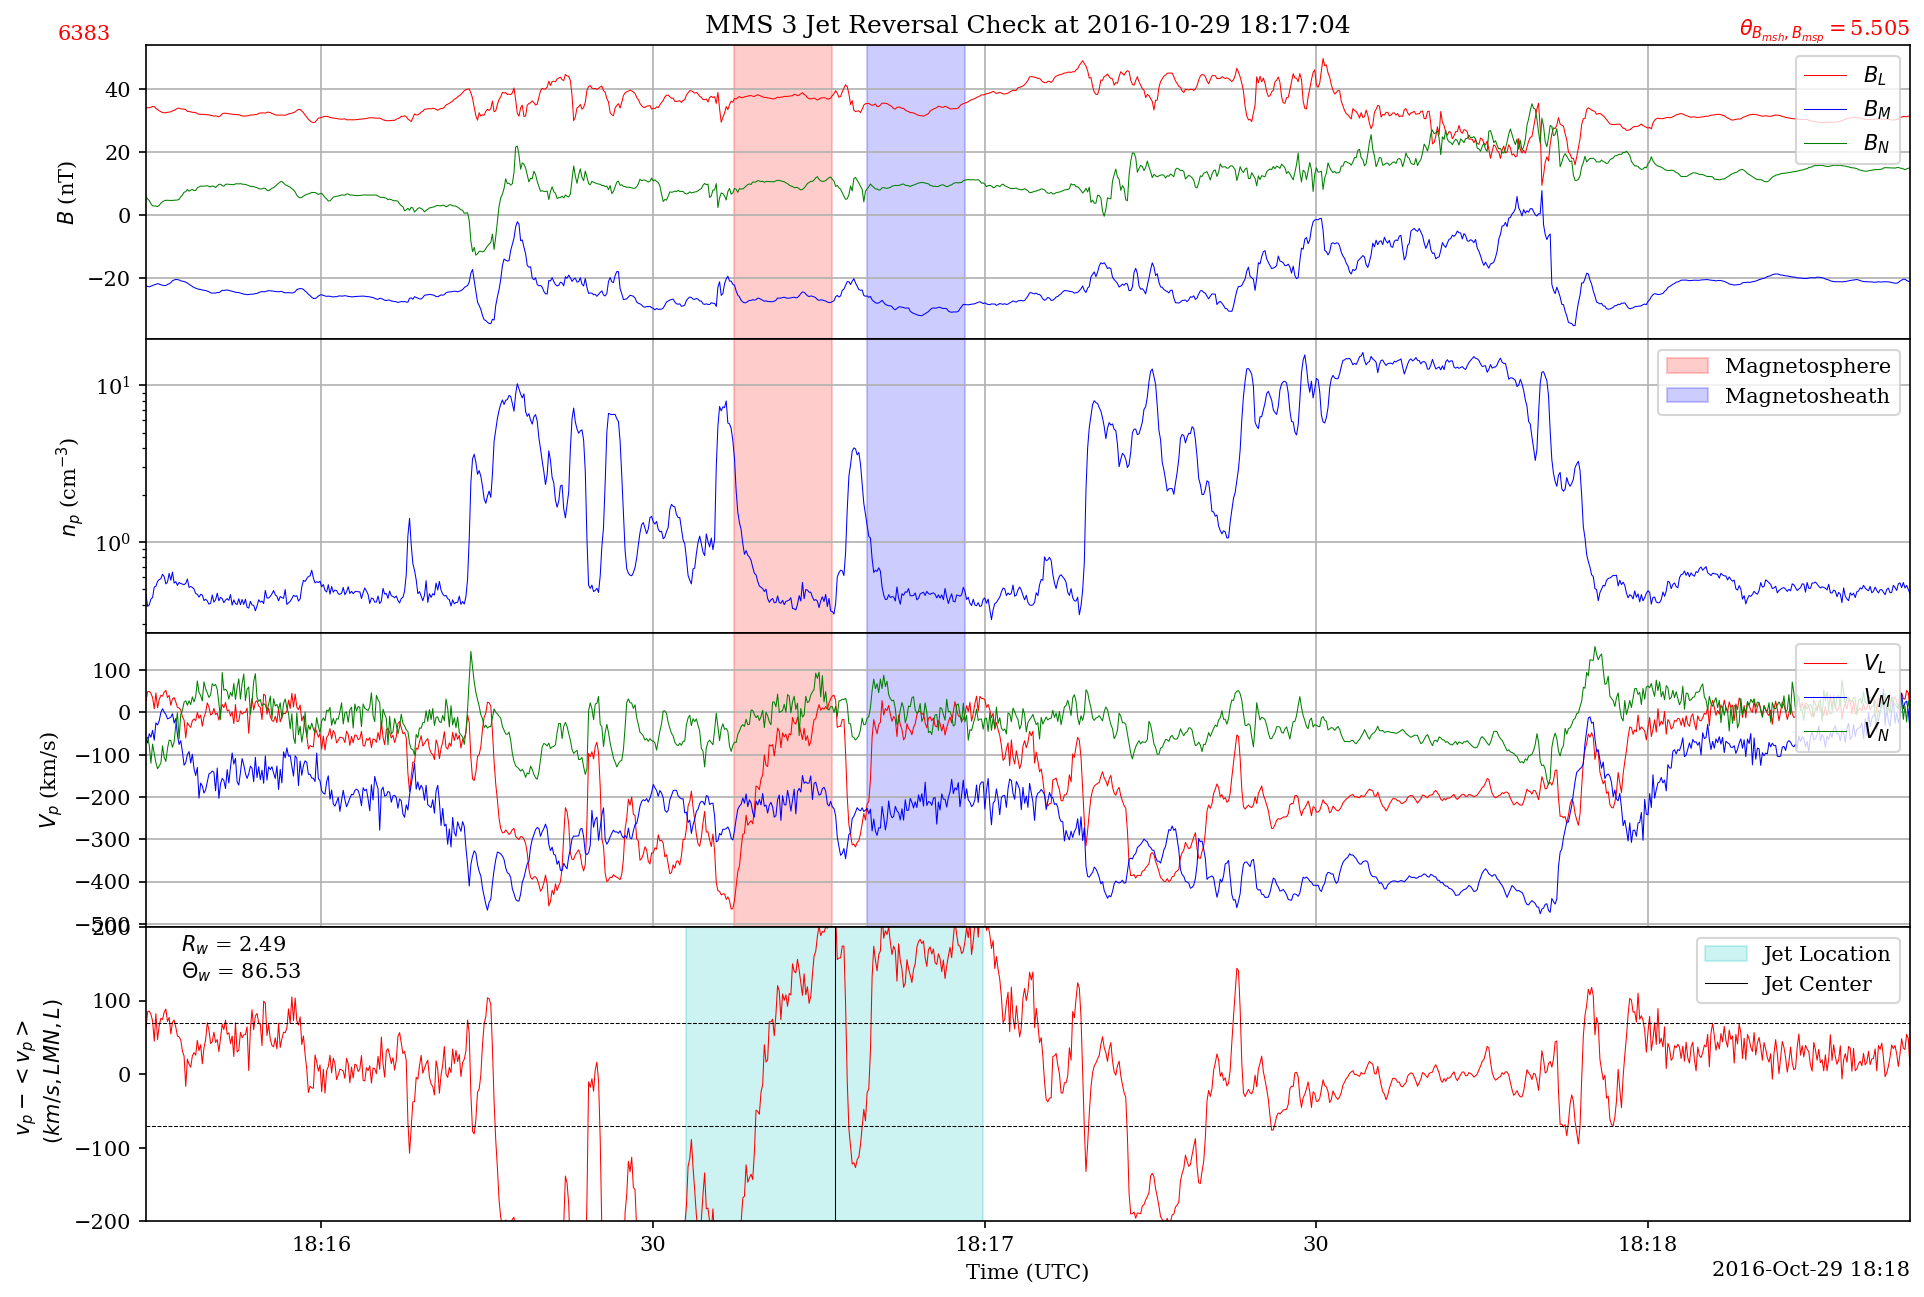 6383
MMS 3 Jet Reversal Check at 2016-10-29 18:17:04
θ_{B_{msh}, B_{msp}} = 5.505
B (nT)
40
20
0
−20
B_L
B_M
B_N
n_p (cm^{−3})
10^1
10^0
Magnetosphere
Magnetosheath
V_p (km/s)
100
0
−100
−200
−300
−400
−500
V_L
V_M
V_N
v_p − < v_p >
(km/s, LMN, L)
200
100
0
−100
−200
R_w = 2.49
Θ_w = 86.53
Jet Location
Jet Center
18:16
30
18:17
30
18:18
Time (UTC)
2016-Oct-29 18:18